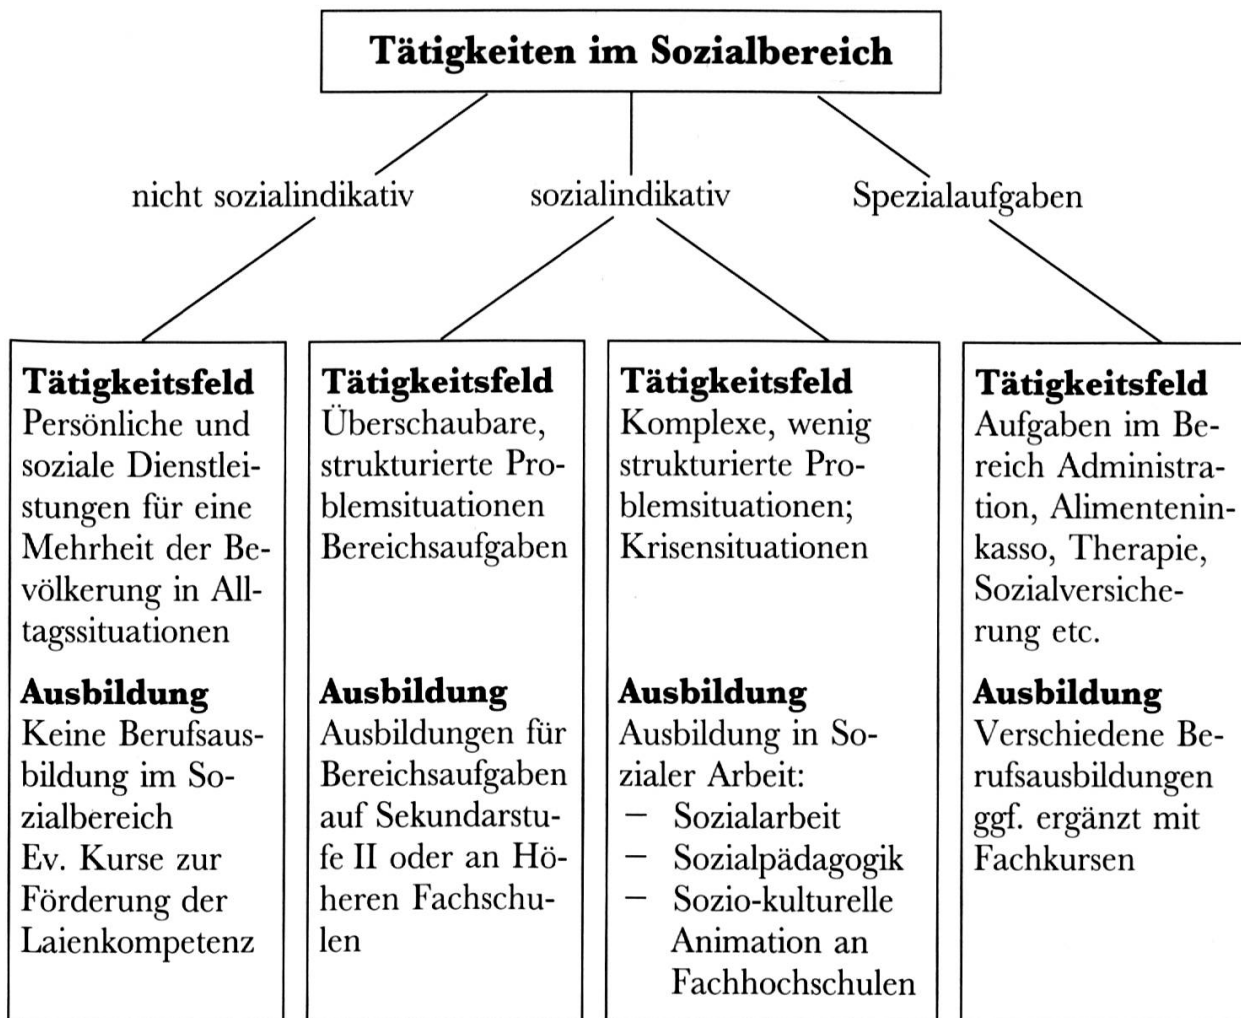 Tätigkeiten im Sozialbereich
nicht sozialindikativ
sozialindikativ
Spezialaufgaben
Tätigkeitsfeld
Persönliche und
soziale Dienstlei-
stungen für eine
Mehrheit der Be-
völkerung in All-
tagssituationen
Ausbildung
Keine Berufsaus-
bildung im So-
zialbereich
Ev. Kurse zur
Förderung der
Laienkompetenz
Tätigkeitsfeld
Überschaubare,
strukturierte Pro-
blemsituationen
Bereichsaufgaben
Ausbildung
Ausbildungen für
Bereichsaufgaben
auf Sekundarstu-
fe II oder an Hö-
heren Fachschu-
len
Tätigkeitsfeld
Komplexe, wenig
strukturierte Pro-
blemsituationen;
Krisensituationen
Ausbildung
Ausbildung in So-
zialer Arbeit:
– Sozialarbeit
– Sozialpädagogik
– Sozio-kulturelle
Animation an
Fachhochschulen
Tätigkeitsfeld
Aufgaben im Be-
reich Administra-
tion, Alimentenin-
kasso, Therapie,
Sozialversiche-
rung etc.
Ausbildung
Verschiedene Be-
rufsausbildungen
ggf. ergänzt mit
Fachkursen